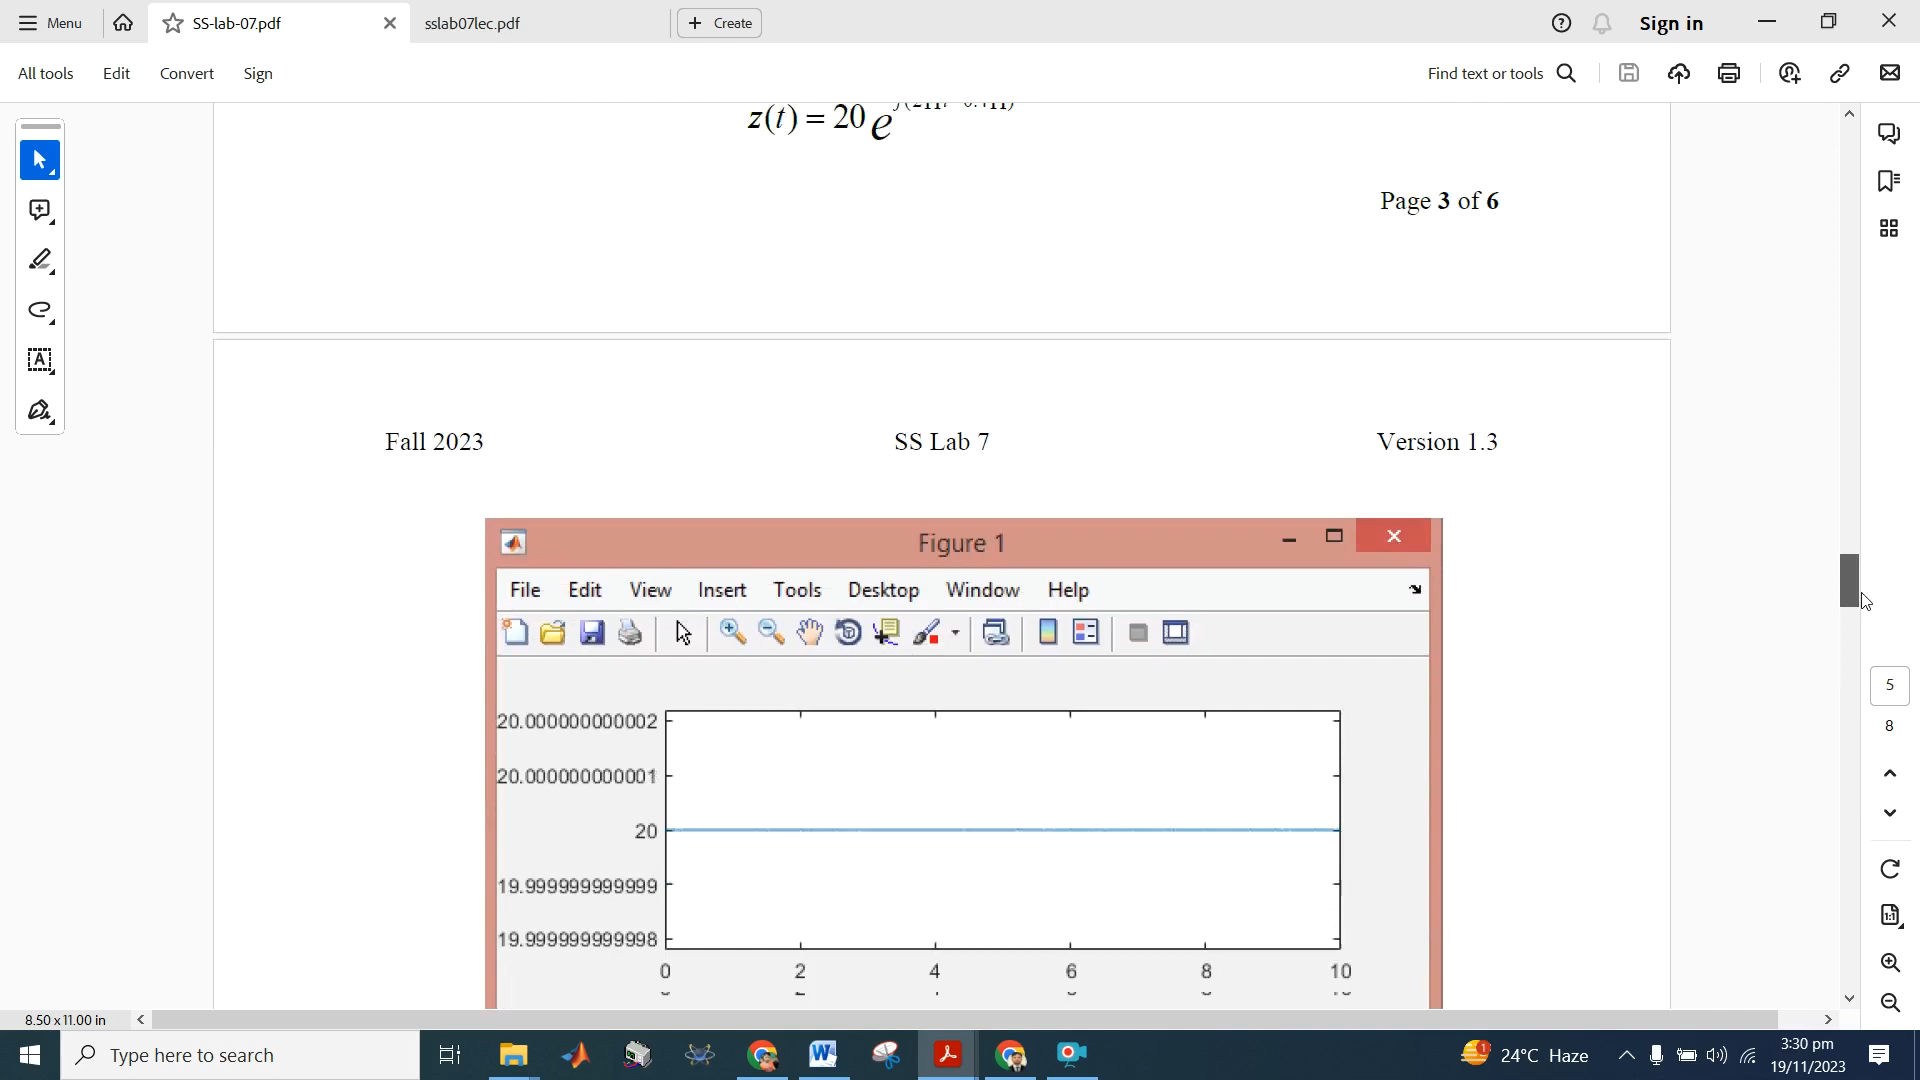 Menu
SS-lab-07.pdf
sslab07lec.pdf
Create
Sign in
All tools
Edit
Convert
Sign
Find text or tools
z(t) = 20 e
Page 3 of 6
Fall 2023
SS Lab 7
Version 1.3
Figure 1
File
Edit
View
Insert
Tools
Desktop
Window
Help
20.000000000002
20.000000000001
20
19.999999999999
19.999999999998
0 2 4 6 8 10
5
8
8.50 x 11.00 in
Type here to search
24°C Haze
3:30 pm
19/11/2023